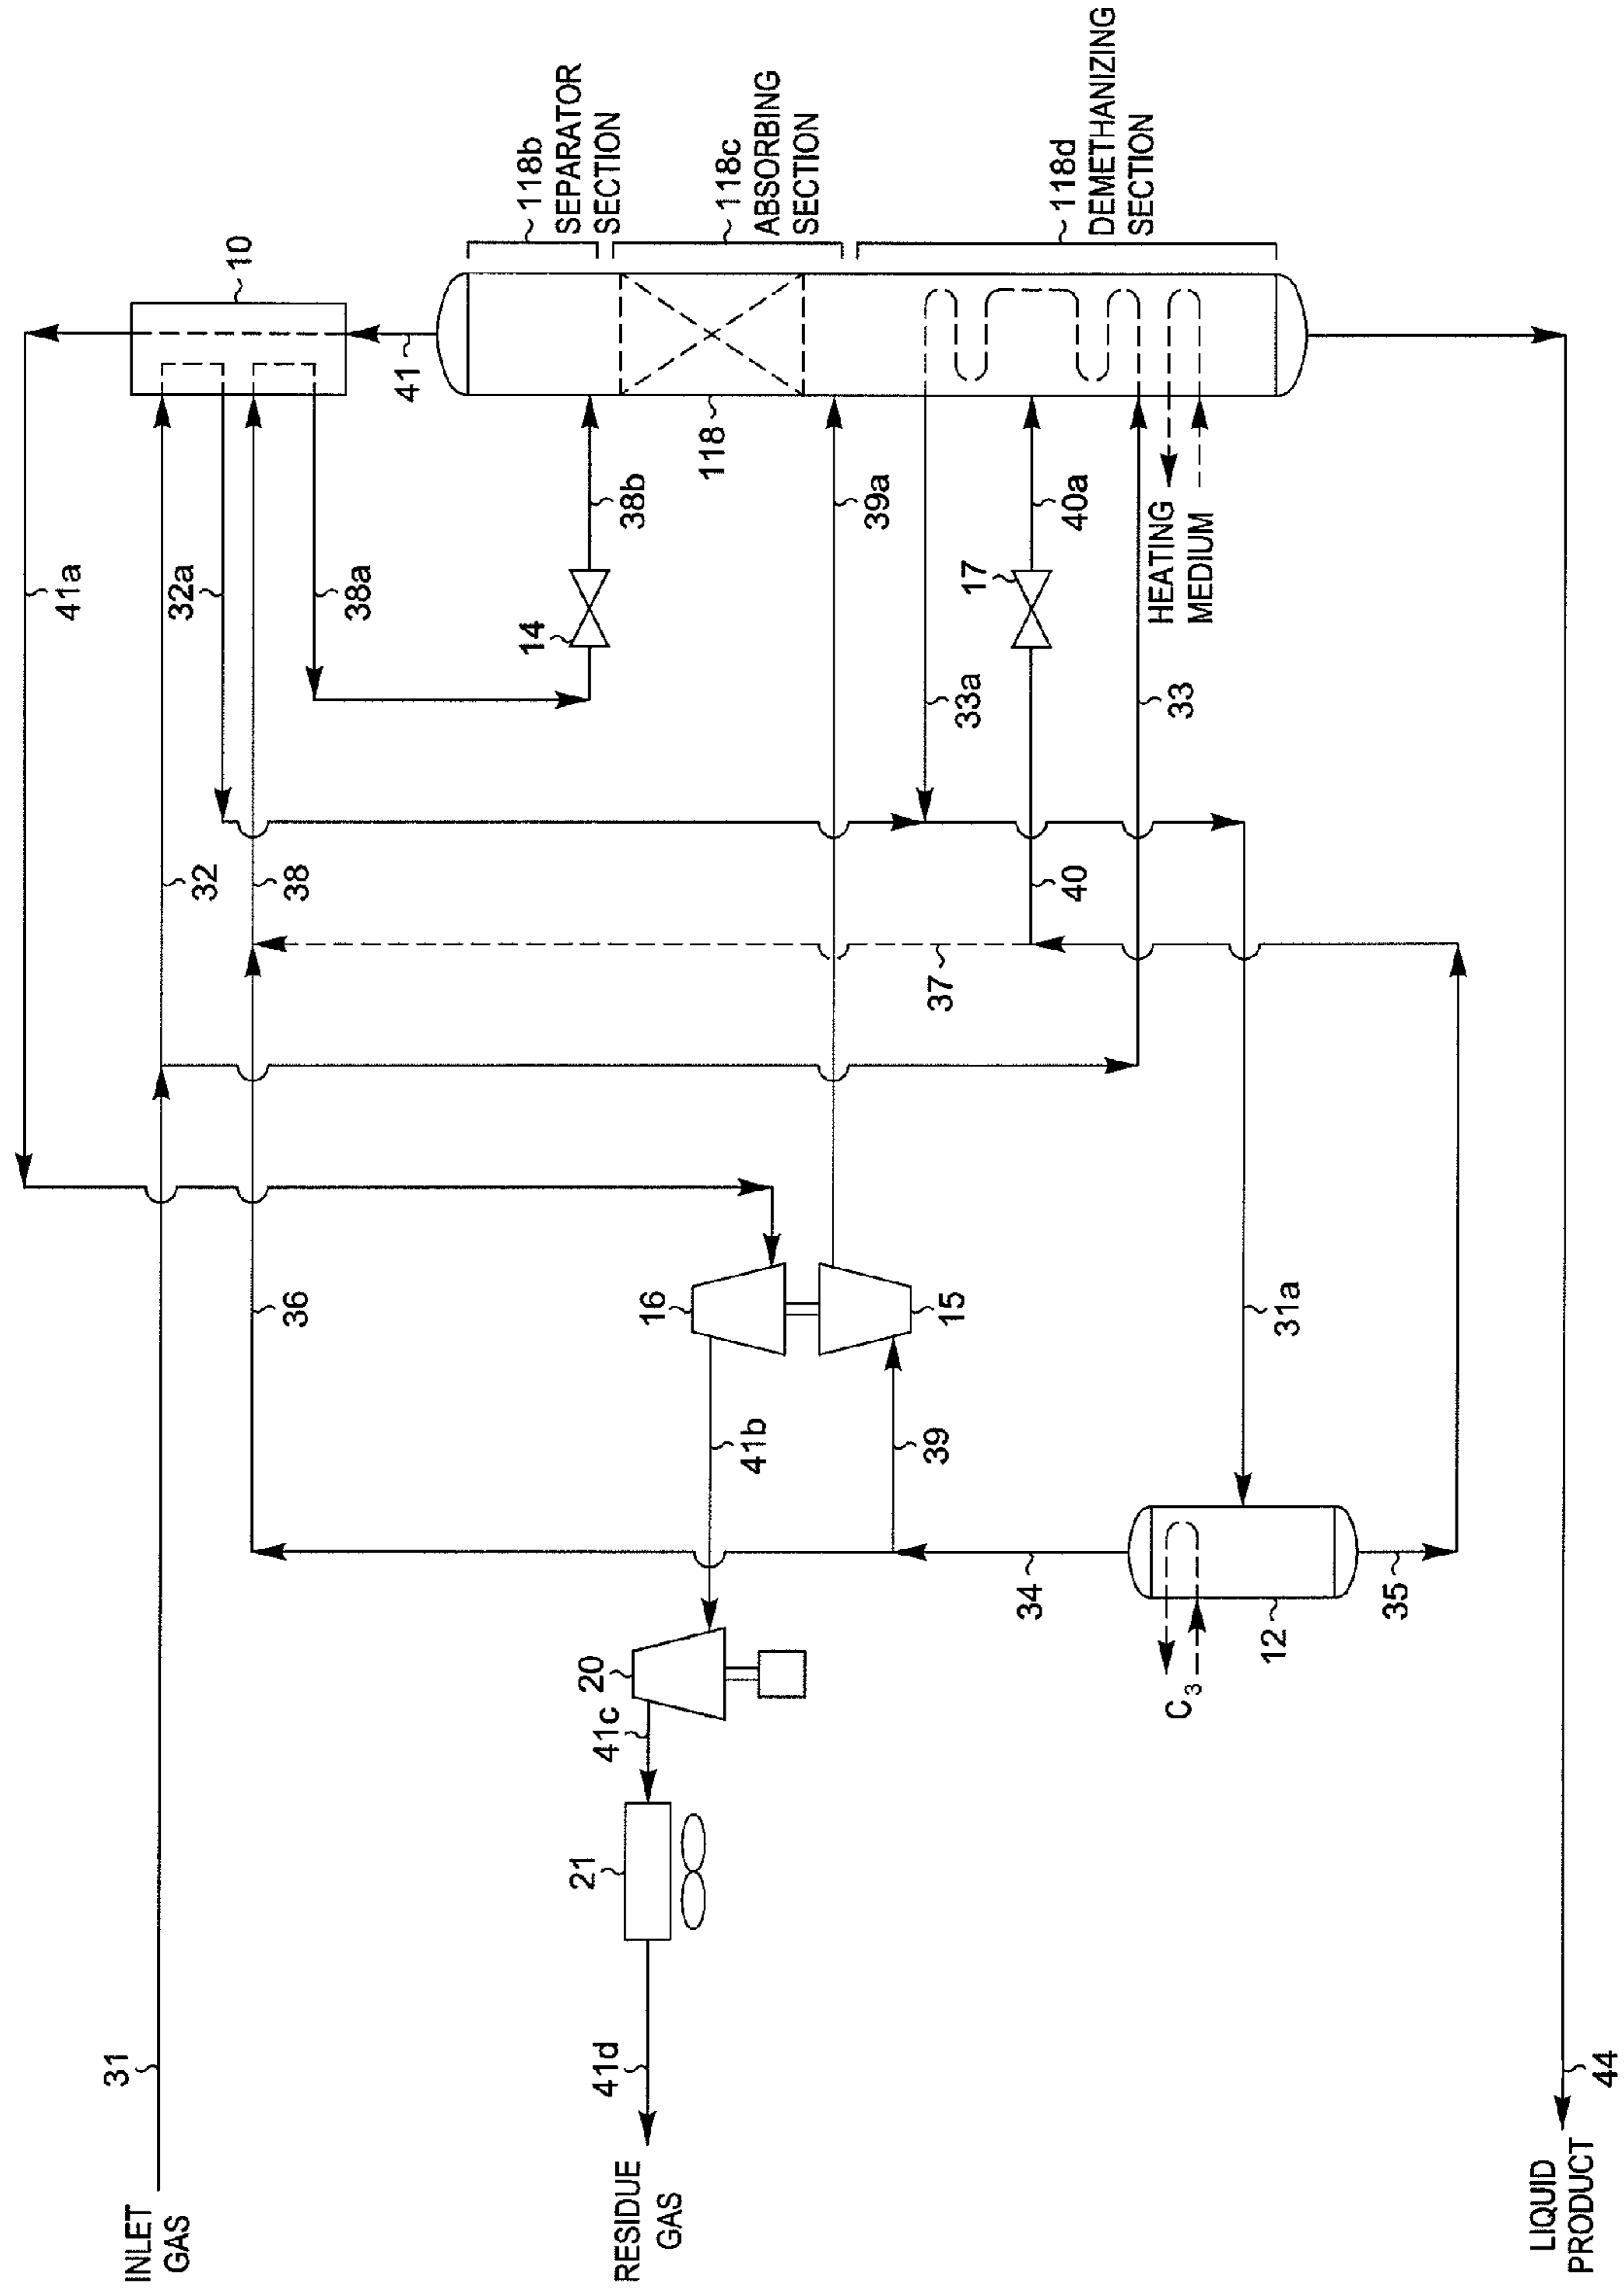 INLET
GAS
31
RESIDUE
GAS
41d
LIQUID
PRODUCT
44
21
41c
20
41b
C3
12
34
35
36
39
16
15
31a
41a
32
38
37
40
33
33a
32a
38a
14
38b
17
40a
39a
HEATING
MEDIUM
10
41
118
118b
SEPARATOR
SECTION
118c
ABSORBING
SECTION
118d
DEMETHANIZING
SECTION